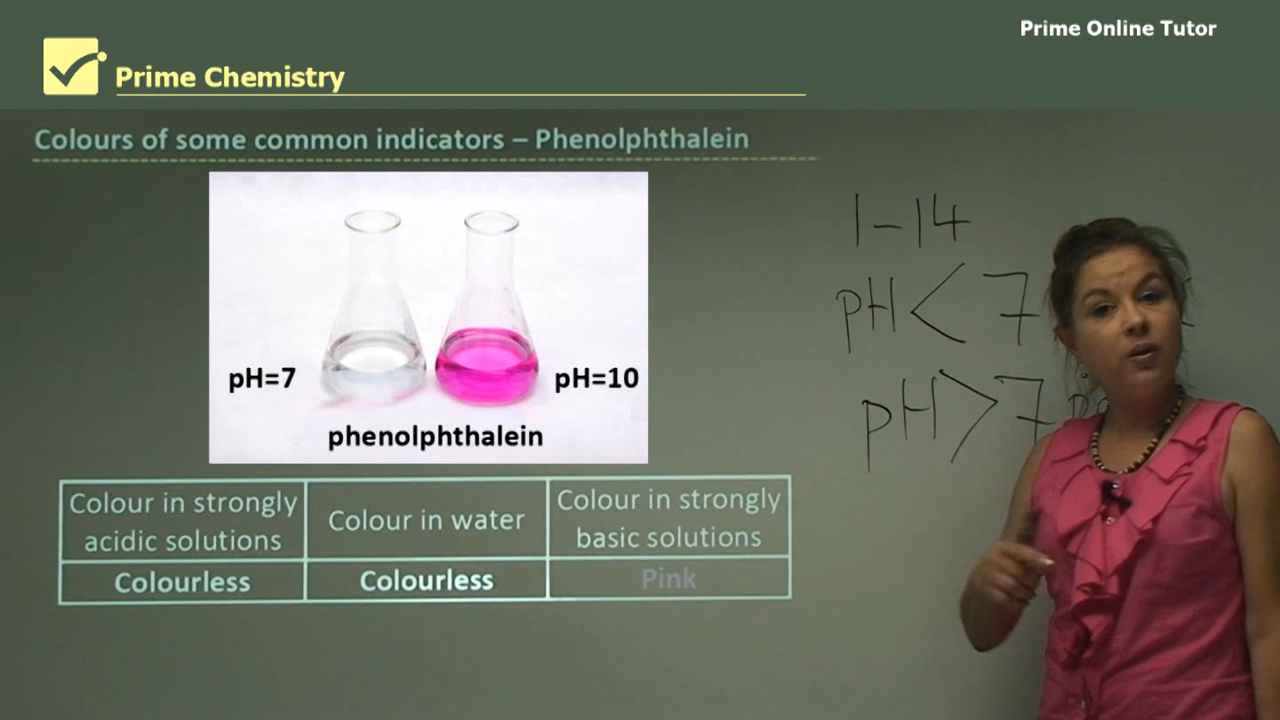 Prime Online Tutor
Prime Chemistry
Colours of some common indicators – Phenolphthalein
pH=7
pH=10
phenolphthalein
Colour in strongly acidic solutions
Colour in water
Colour in strongly basic solutions
Colourless
Colourless
Pink
1-14
pH < 7
pH > 7